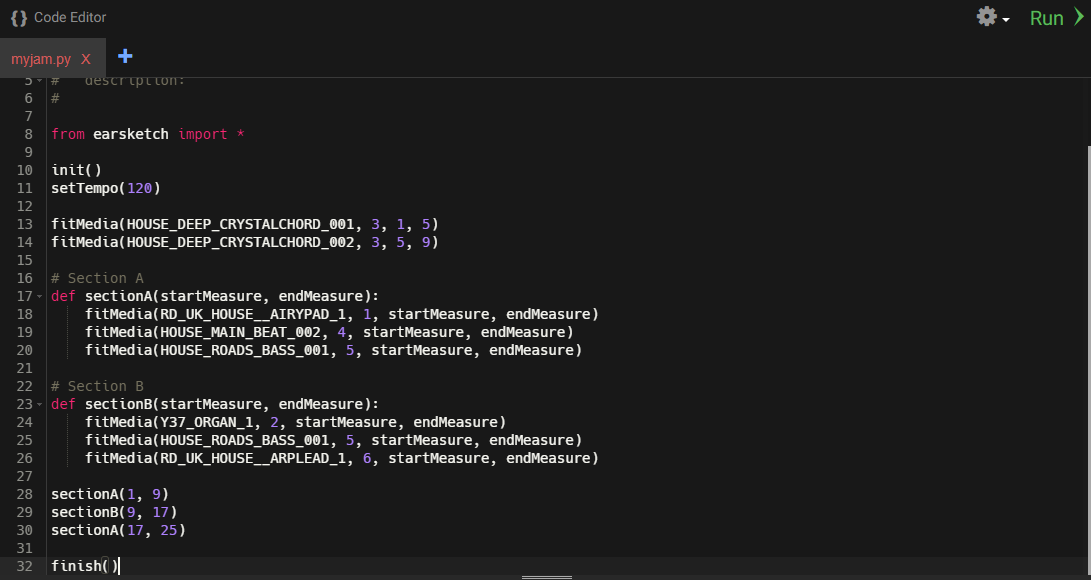 {} Code Editor
Run
myjam.py X
5 # description:
6 #
7
8 from earsketch import *
9
10 init()
11 setTempo(120)
12
13 fitMedia(HOUSE_DEEP_CRYSTALCHORD_001, 3, 1, 5)
14 fitMedia(HOUSE_DEEP_CRYSTALCHORD_002, 3, 5, 9)
15
16 # Section A
17 def sectionA(startMeasure, endMeasure):
18     fitMedia(RD_UK_HOUSE__AIRYPAD_1, 1, startMeasure, endMeasure)
19     fitMedia(HOUSE_MAIN_BEAT_002, 4, startMeasure, endMeasure)
20     fitMedia(HOUSE_ROADS_BASS_001, 5, startMeasure, endMeasure)
21
22 # Section B
23 def sectionB(startMeasure, endMeasure):
24     fitMedia(Y37_ORGAN_1, 2, startMeasure, endMeasure)
25     fitMedia(HOUSE_ROADS_BASS_001, 5, startMeasure, endMeasure)
26     fitMedia(RD_UK_HOUSE__ARPLEAD_1, 6, startMeasure, endMeasure)
27
28 sectionA(1, 9)
29 sectionB(9, 17)
30 sectionA(17, 25)
31
32 finish()